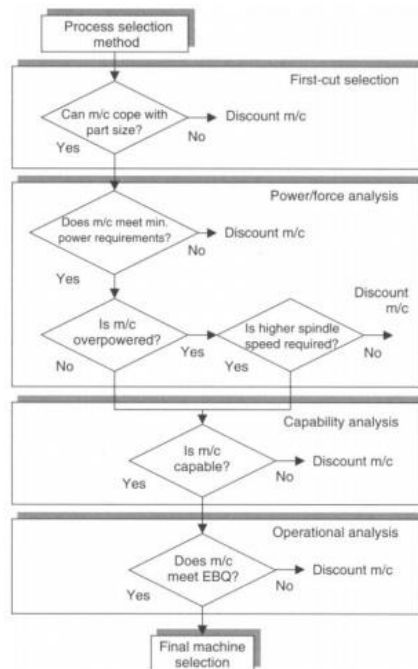 Process selection
method
First-cut selection
Can m/c cope with
part size?
Discount m/c
No
Yes
Power/force analysis
Does m/c meet min.
power requirements?
Discount m/c
No
Yes
Discount
m/c
Is m/c
overpowered?
Yes
Is higher spindle
speed required?
No
Yes
No
Capability analysis
Is m/c
capable?
Discount m/c
Yes
No
Operational analysis
Does m/c
meet EBQ?
Discount m/c
No
Yes
Final machine
selection